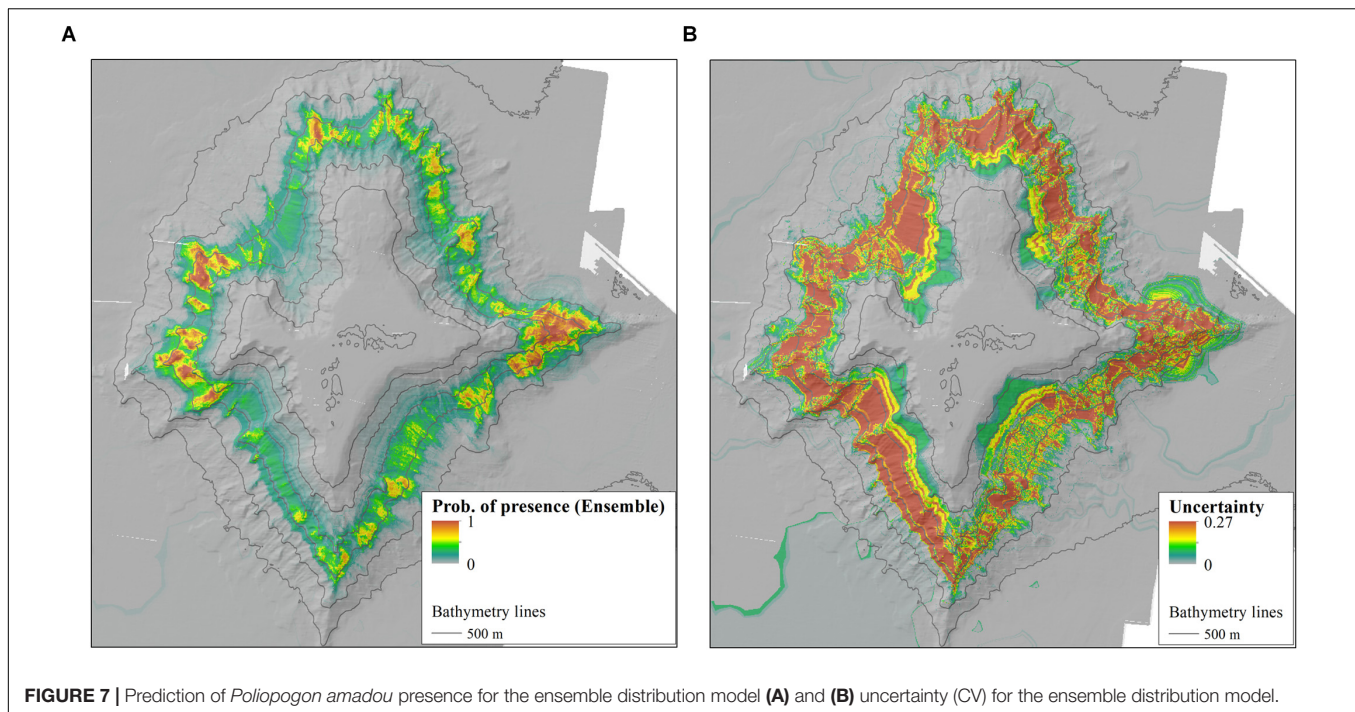 A
B
Prob. of presence (Ensemble)
1
0
Bathymetry lines
500 m
Uncertainty
0.27
0
Bathymetry lines
500 m
FIGURE 7 | Prediction of Poliopogon amadou presence for the ensemble distribution model (A) and (B) uncertainty (CV) for the ensemble distribution model.